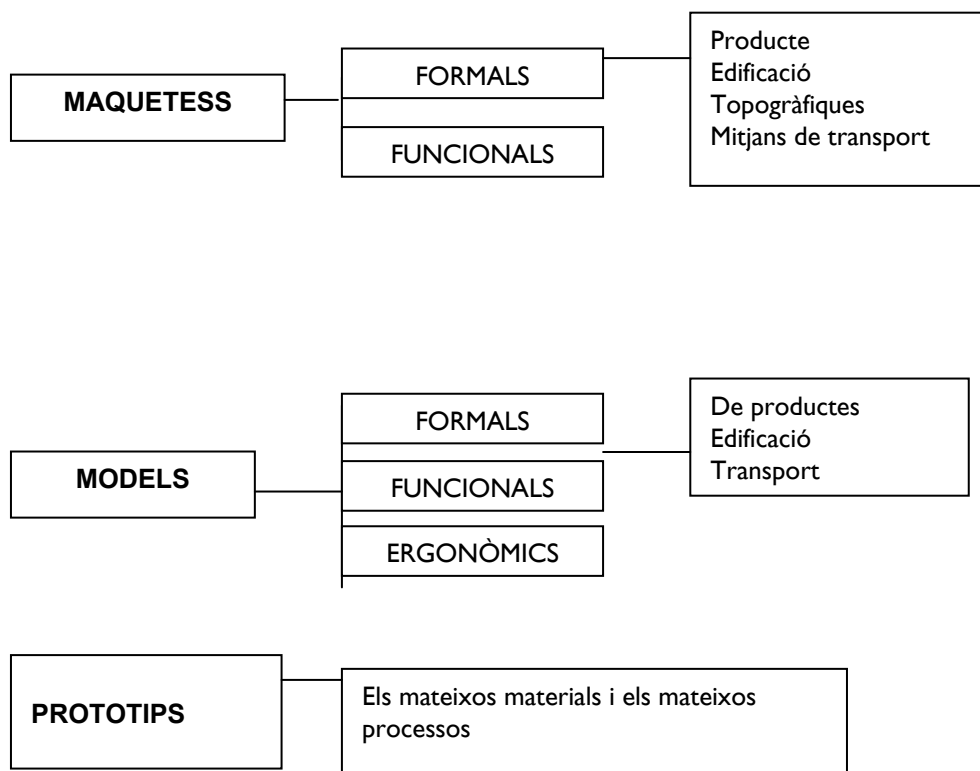 MAQUETESS
FORMALS
FUNCIONALS
Producte
Edificació
Topogràfiques
Mitjans de transport
MODELS
FORMALS
FUNCIONALS
ERGONÒMICS
De productes
Edificació
Transport
PROTOTIPS
Els mateixos materials i els mateixos
processos